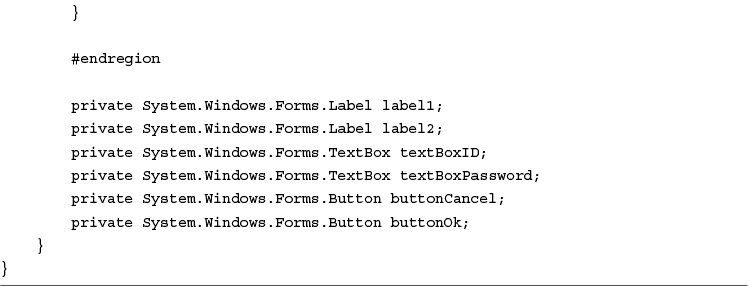 }

        #endregion

        private System.Windows.Forms.Label label1;
        private System.Windows.Forms.Label label2;
        private System.Windows.Forms.TextBox textBoxID;
        private System.Windows.Forms.TextBox textBoxPassword;
        private System.Windows.Forms.Button buttonCancel;
        private System.Windows.Forms.Button buttonOk;
    }
}